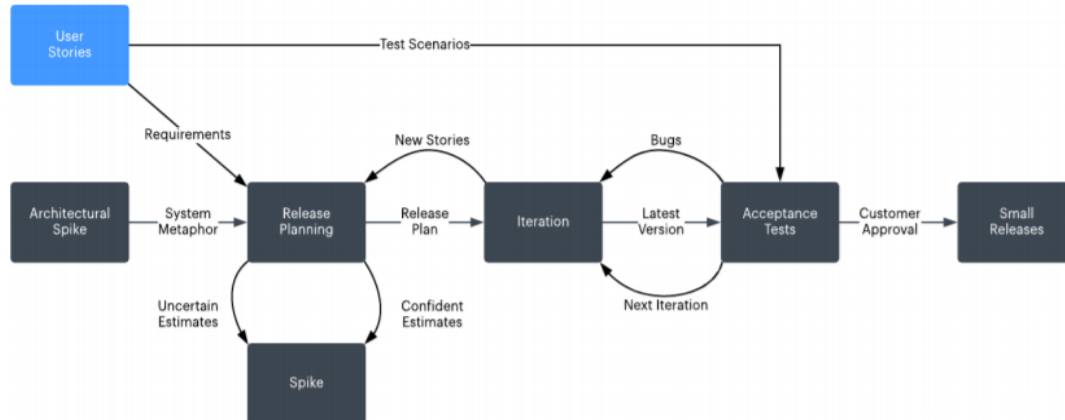 User
Stories
Test Scenarios
Requirements
New Stories
Bugs
Architectural
Spike
System
Metaphor
Release
Planning
Release
Plan
Iteration
Latest
Version
Acceptance
Tests
Customer
Approval
Small
Releases
Uncertain
Estimates
Confident
Estimates
Next Iteration
Spike